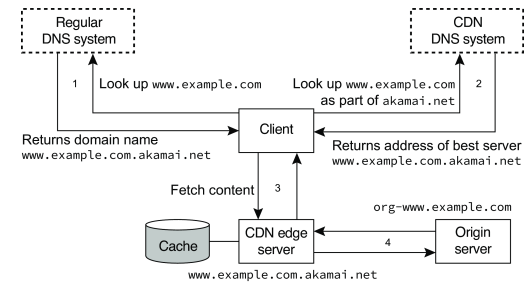 Regular
DNS system
CDN
DNS system
1
Look up www.example.com
Look up www.example.com
as part of akamai.net
2
Client
Returns domain name
www.example.com.akamai.net
Returns address of best server
www.example.com.akamai.net
Fetch content
3
org-www.example.com
Cache
CDN edge
server
4
Origin
server
www.example.com.akamai.net